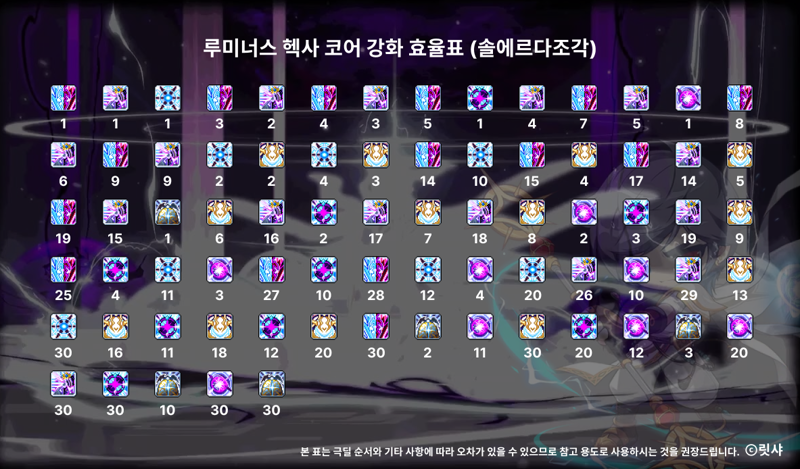 루미너스 헥사 코어 강화 효율표 (솔에르다조각)
1 1 1 3 2 4 3 5 1 4 7 5 1 8
6 9 9 2 2 4 3 14 10 15 4 17 14 5
19 15 1 6 16 2 17 7 18 8 2 3 19 9
25 4 11 3 27 10 28 12 4 20 26 10 29 13
30 16 11 18 12 20 30 2 11 30 20 12 3 20
30 30 10 30 30
본 표는 극딜 순서와 기타 사항에 따라 오차가 있을 수 있으므로 참고 용도로 사용하시는 것을 권장드립니다. ⓒ릿샤